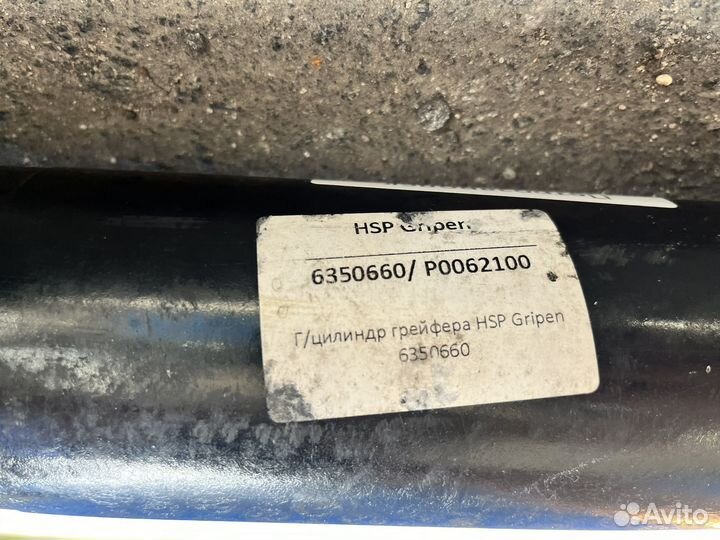 HSP Gripen
6350660/ P0062100
Г/цилиндр грейфера HSP Gripen
6350660
Avito